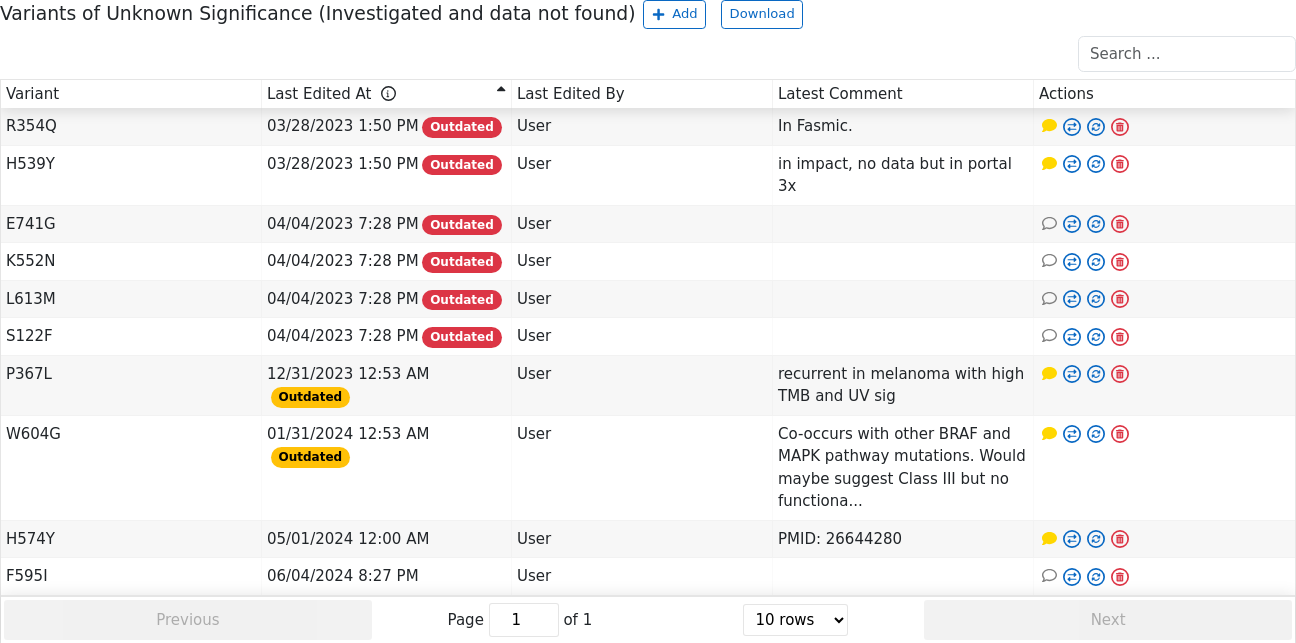 Variants of Unknown Significance (Investigated and data not found) Add Download
Search ...
Variant Last Edited At Last Edited By Latest Comment Actions
R354Q 03/28/2023 1:50 PM Outdated User In Fasmic.
H539Y 03/28/2023 1:50 PM Outdated User in impact, no data but in portal
3x
E741G 04/04/2023 7:28 PM Outdated User
K552N 04/04/2023 7:28 PM Outdated User
L613M 04/04/2023 7:28 PM Outdated User
S122F 04/04/2023 7:28 PM Outdated User
P367L 12/31/2023 12:53 AM User recurrent in melanoma with high
Outdated TMB and UV sig
W604G 01/31/2024 12:53 AM User Co-occurs with other BRAF and
Outdated MAPK pathway mutations. Would
maybe suggest Class III but no
functiona...
H574Y 05/01/2024 12:00 AM User PMID: 26644280
F595I 06/04/2024 8:27 PM User
Previous Page 1 of 1 10 rows Next